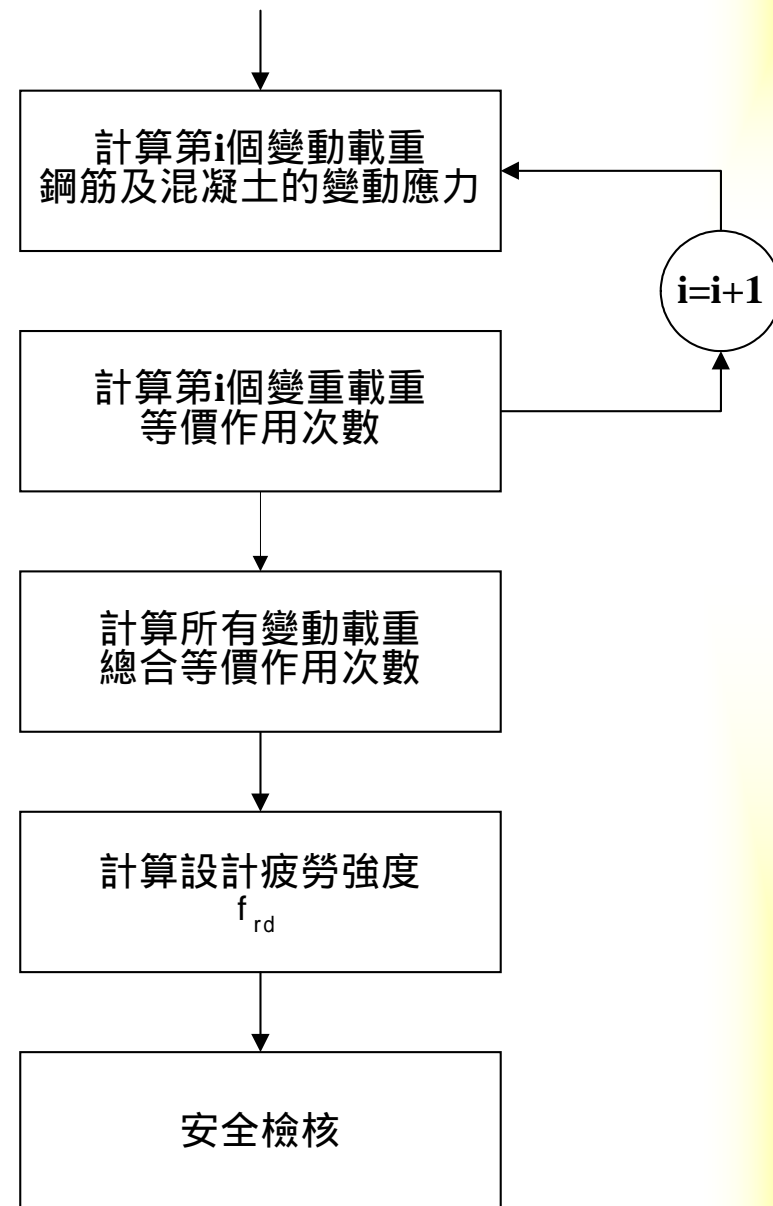 計算第i個變動載重
鋼筋及混凝土的變動應力
i=i+1
計算第i個變重載重
等價作用次數
計算所有變動載重
總合等價作用次數
計算設計疲勞強度
f rd
安全檢核